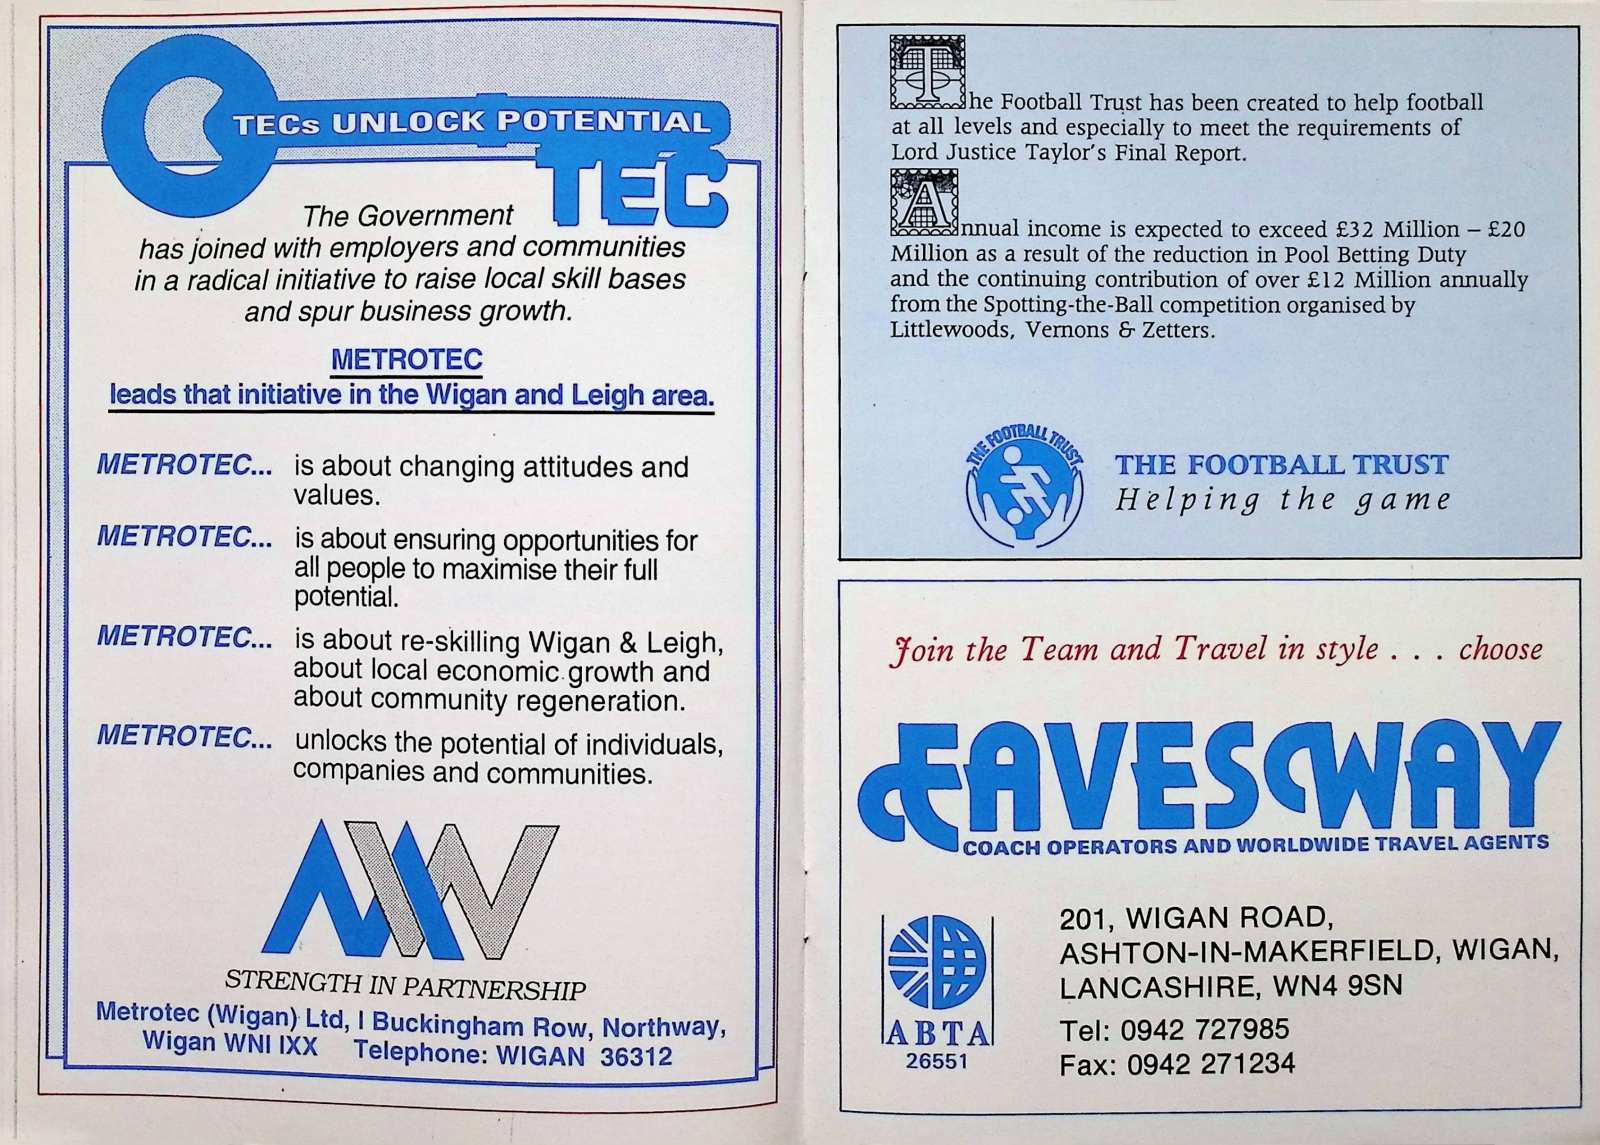 TECs UNLOCK POTENTIAL
TEC
The Government
has joined with employers and communities
in a radical initiative to raise local skill bases
and spur business growth.
METROTEC
leads that initiative in the Wigan and Leigh area.
METROTEC... is about changing attitudes and
values.
METROTEC... is about ensuring opportunities for
all people to maximise their full
potential.
METROTEC... is about re-skilling Wigan & Leigh,
about local economic growth and
about community regeneration.
METROTEC... unlocks the potential of individuals,
companies and communities.
MW
STRENGTH IN PARTNERSHIP
Metrotec (Wigan) Ltd, I Buckingham Row, Northway,
Wigan WNI IXX Telephone: WIGAN 36312
The Football Trust has been created to help football
at all levels and especially to meet the requirements of
Lord Justice Taylor's Final Report.
Annual income is expected to exceed £32 Million – £20
Million as a result of the reduction in Pool Betting Duty
and the continuing contribution of over £12 Million annually
from the Spotting-the-Ball competition organised by
Littlewoods, Vernons & Zetters.
THE FOOTBALL TRUST
THE FOOTBALL TRUST
Helping the game
Join the Team and Travel in style . . . choose
EAVESWAY
COACH OPERATORS AND WORLDWIDE TRAVEL AGENTS
ABTA
26551
201, WIGAN ROAD,
ASHTON-IN-MAKERFIELD, WIGAN,
LANCASHIRE, WN4 9SN
Tel: 0942 727985
Fax: 0942 271234